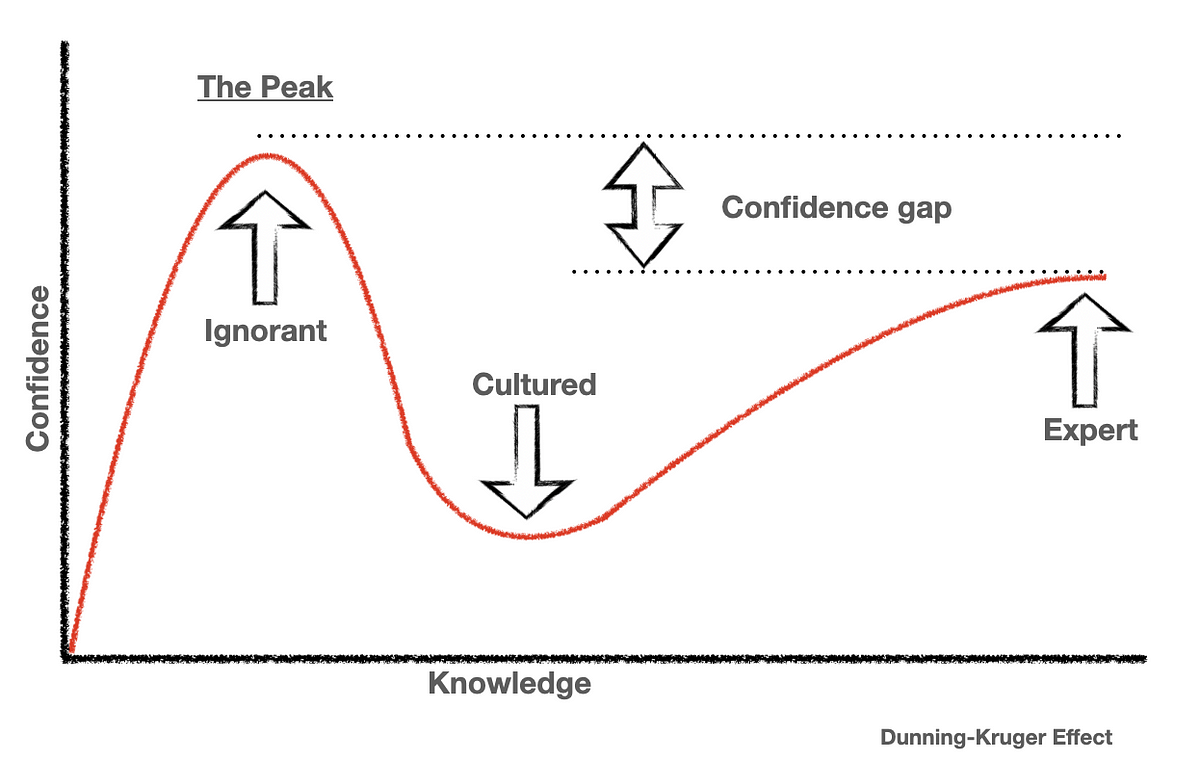 The Peak
Confidence gap
Ignorant
Cultured
Confidence
Expert
Knowledge
Dunning-Kruger Effect